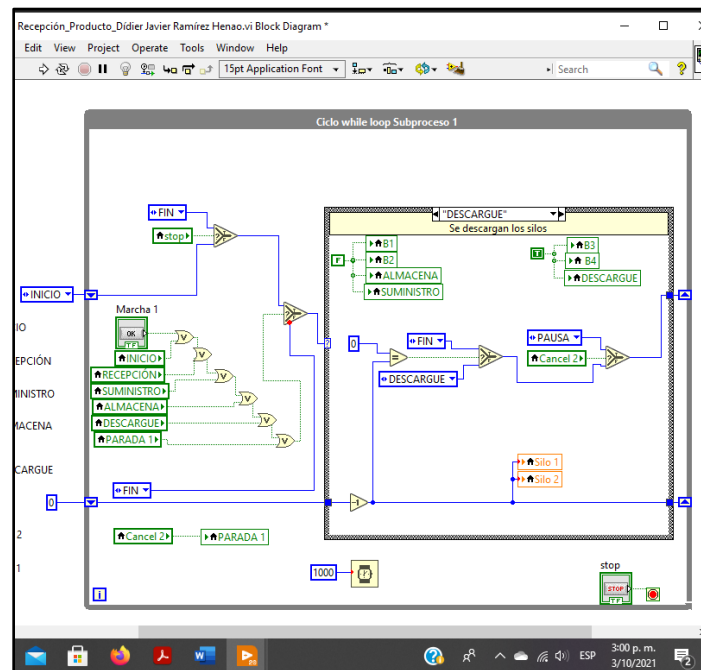 Recepción_Producto_Dídier Javier Ramírez Henao.vi Block Diagram *
Edit View Project Operate Tools Window Help
15pt Application Font
Search
Ciclo while loop Subproceso 1
FIN
stop
INICIO
Marcha 1
OK
TF
INICIO
RECEPCIÓN
SUMINISTRO
ALMACENA
DESCARGUE
PARADA 1
FIN
0
Cancel 2
PARADA 1
1000
i
"DESCARGUE"
Se descargan los silos
F
B1
B2
ALMACENA
SUMINISTRO
T
B3
B4
DESCARGUE
0
=
FIN
DESCARGUE
PAUSA
Cancel 2
-1
Silo 1
Silo 2
stop
STOP
TF
IO
EPCIÓN
MINISTRO
MACENA
CARGUE
2
1
ESP
3:00 p. m.
3/10/2021
2